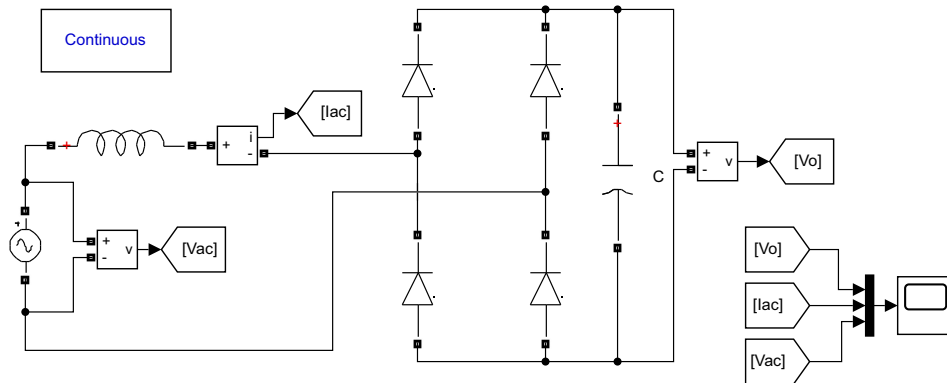 Continuous
[Iac]
+
i
-
+
-
v
[Vo]
C
+
-
v
[Vac]
[Vo]
[Iac]
[Vac]